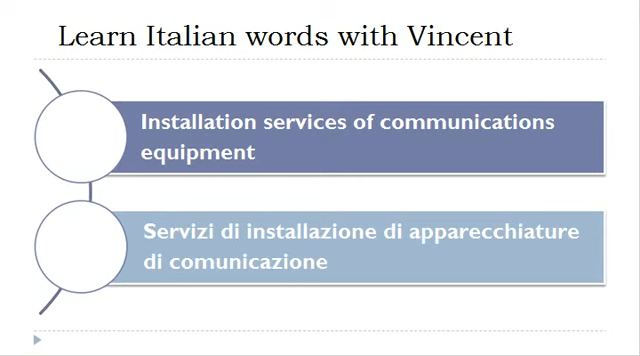 Learn Italian words with Vincent
Installation services of communications
equipment
Servizi di installazione di apparecchiature
di comunicazione